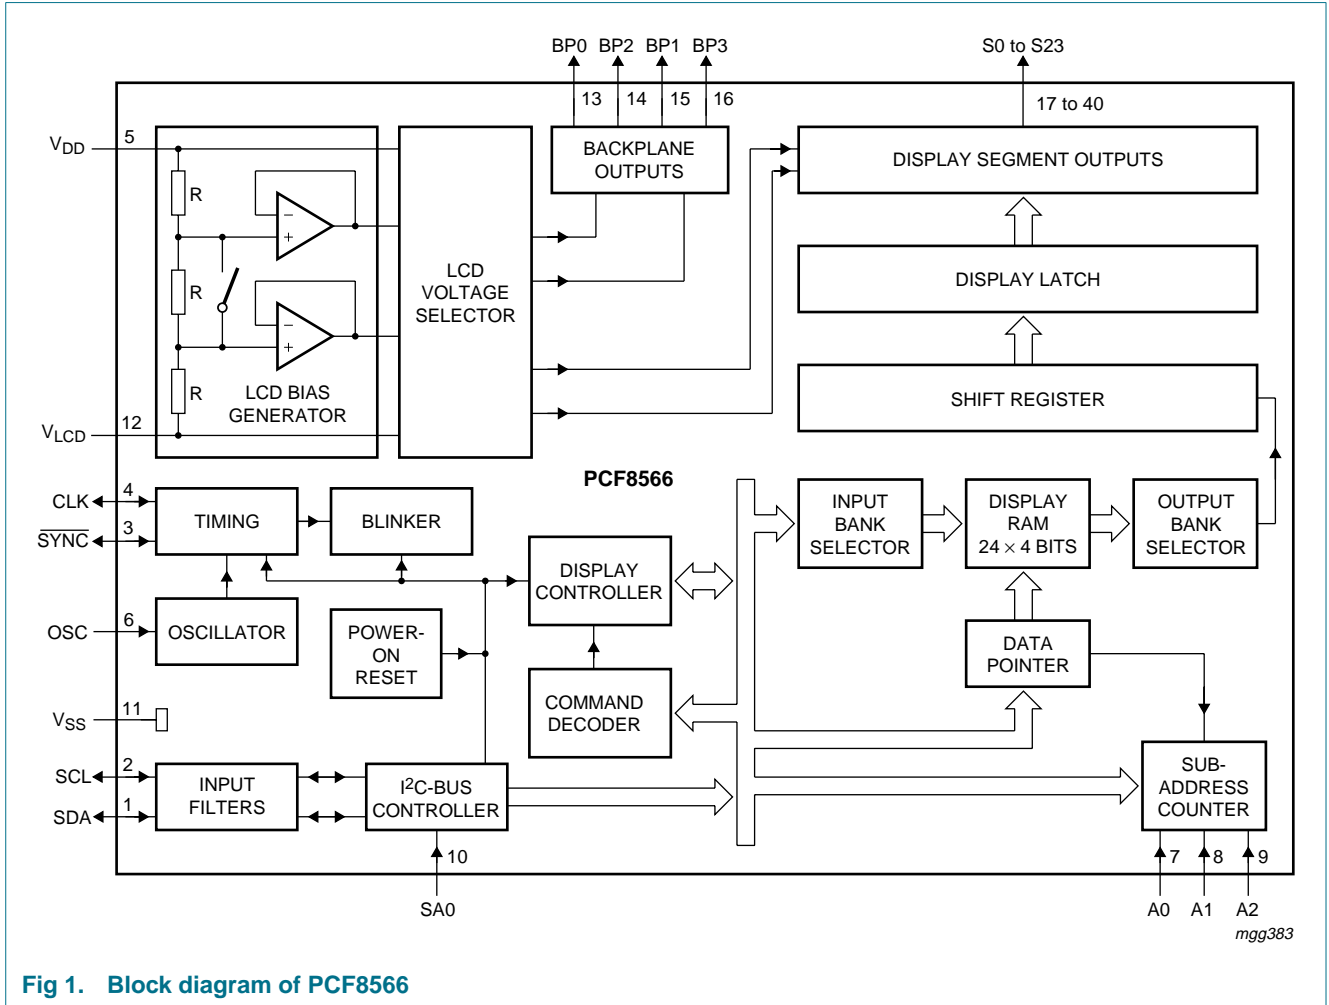 BP0 BP2 BP1 BP3 S0 to S23
13 14 15 16 17 to 40
VDD 5
BACKPLANE
OUTPUTS
DISPLAY SEGMENT OUTPUTS
R
−
+
LCD
VOLTAGE
SELECTOR
DISPLAY LATCH
R
−
+
R
LCD BIAS
GENERATOR
SHIFT REGISTER
VLCD 12
PCF8566
CLK 4
SYNC 3
TIMING
BLINKER
INPUT
BANK
SELECTOR
DISPLAY
RAM
24 × 4 BITS
OUTPUT
BANK
SELECTOR
DISPLAY
CONTROLLER
OSC 6
OSCILLATOR
POWER-
ON
RESET
DATA
POINTER
COMMAND
DECODER
VSS 11
SCL 2
SDA 1
INPUT
FILTERS
I2C-BUS
CONTROLLER
SUB-
ADDRESS
COUNTER
10 7 8 9
SA0 A0 A1 A2
mgg383
Fig 1. Block diagram of PCF8566